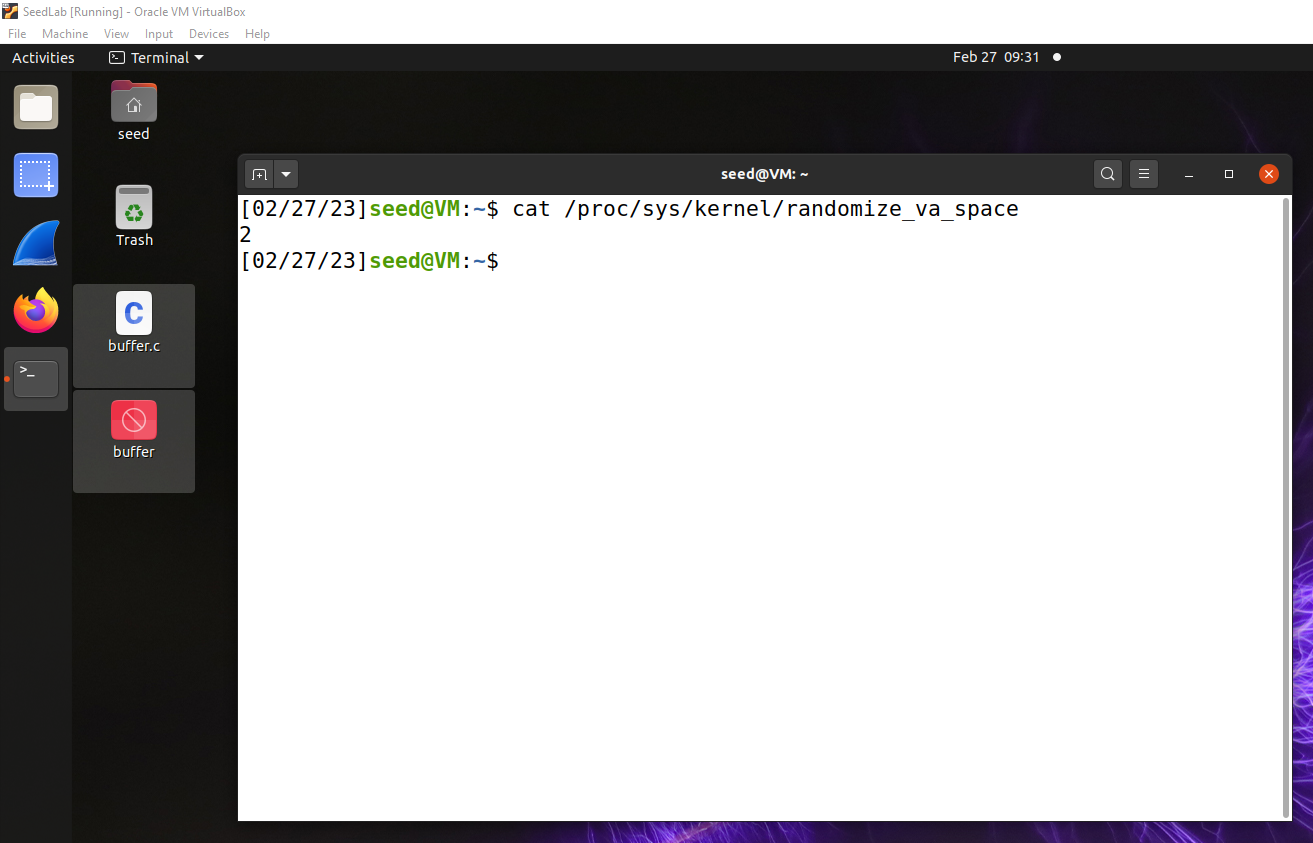 SeedLab [Running] - Oracle VM VirtualBox
File Machine View Input Devices Help
Activities Terminal Feb 27 09:31
seed
Trash
buffer.c
buffer
seed@VM: ~
[02/27/23]seed@VM:~$ cat /proc/sys/kernel/randomize_va_space
2
[02/27/23]seed@VM:~$